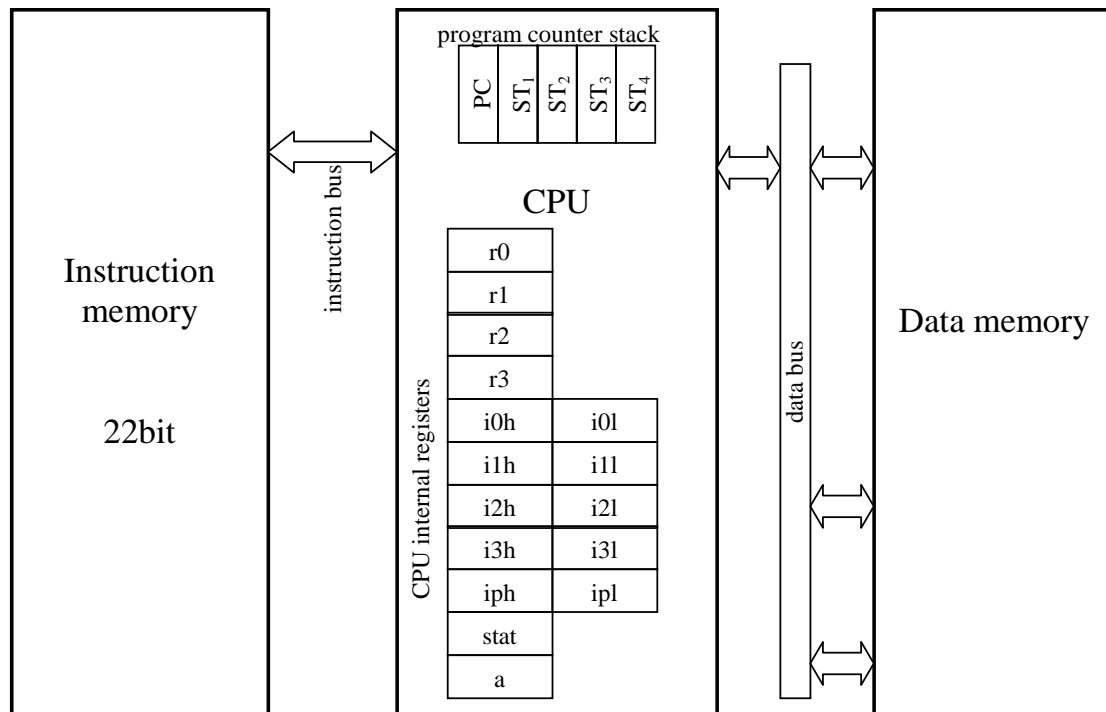 program counter stack
PC
ST1
ST2
ST3
ST4
instruction bus
CPU
Instruction
memory
22bit
CPU internal registers
r0
r1
r2
r3
i0h i0l
i1h i1l
i2h i2l
i3h i3l
iph ipl
stat
a
data bus
Data memory